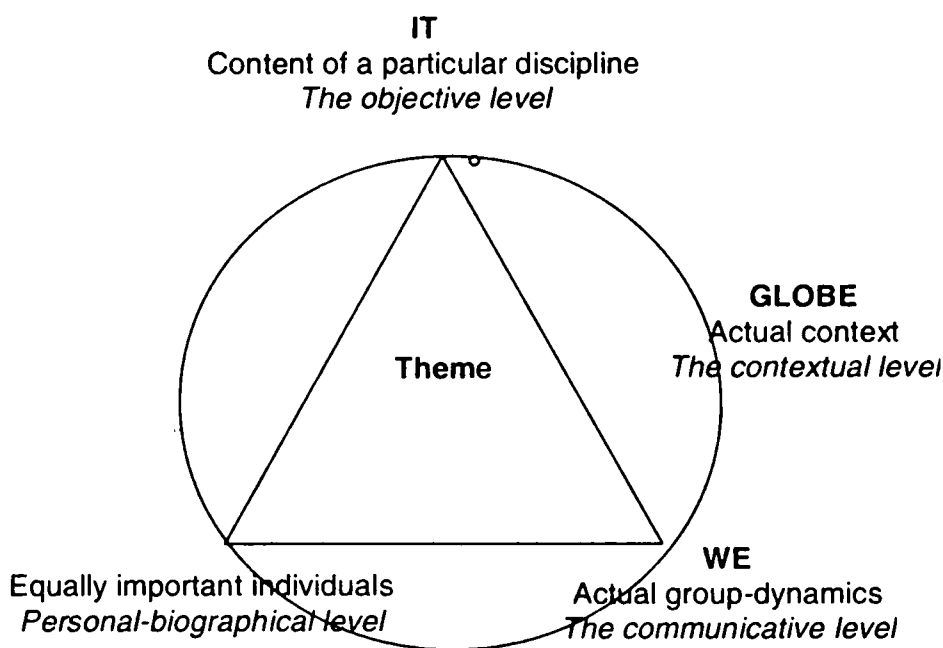 IT
Content of a particular discipline
The objective level
GLOBE
Actual context
The contextual level
Theme
Equally important individuals
Personal-biographical level
WE
Actual group-dynamics
The communicative level